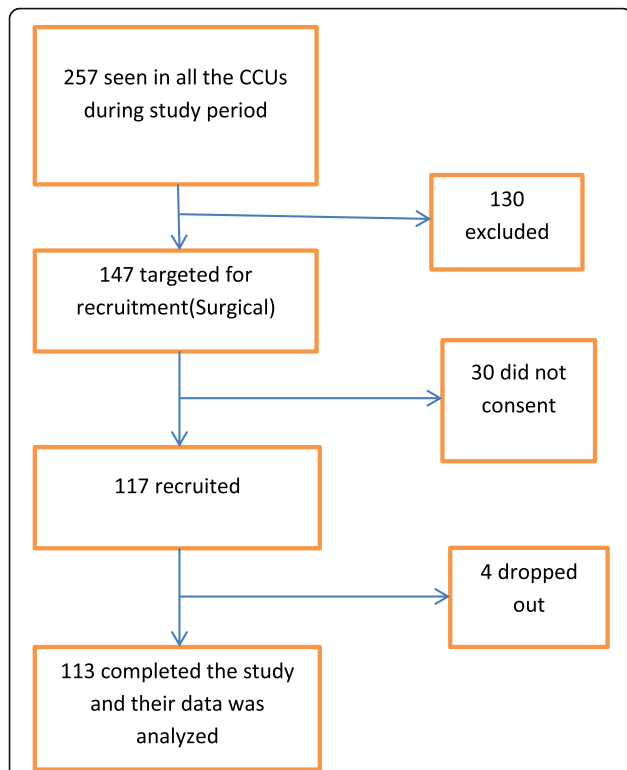 257 seen in all the CCUs
during study period
130
excluded
147 targeted for
recruitment(Surgical)
30 did not
consent
117 recruited
4 dropped
out
113 completed the study
and their data was
analyzed